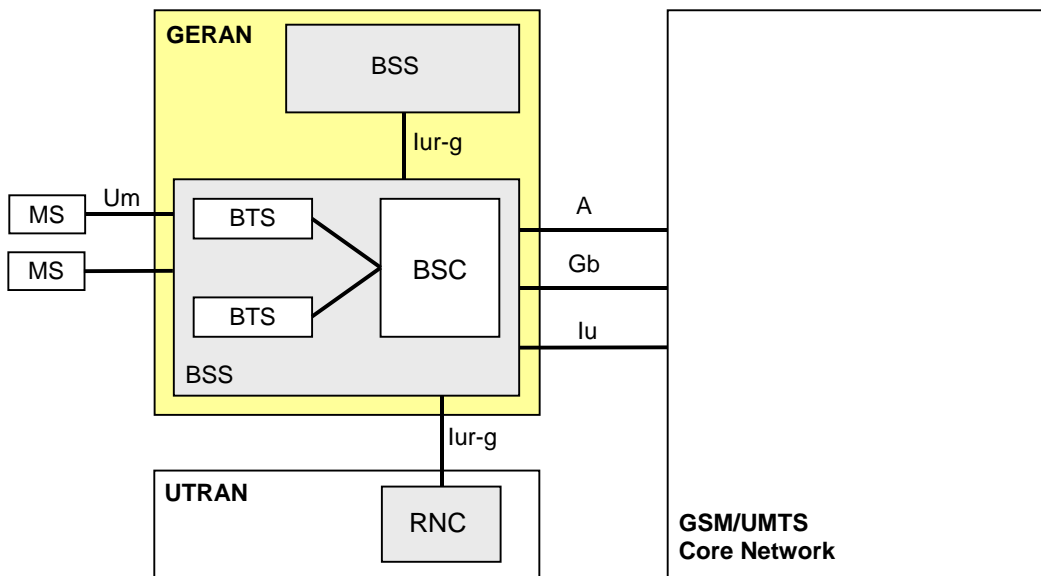 GERAN
BSS
Iur-g
Um
MS
BTS
BSC
A
MS
Gb
BTS
Iu
BSS
Iur-g
UTRAN
RNC
GSM/UMTS
Core Network